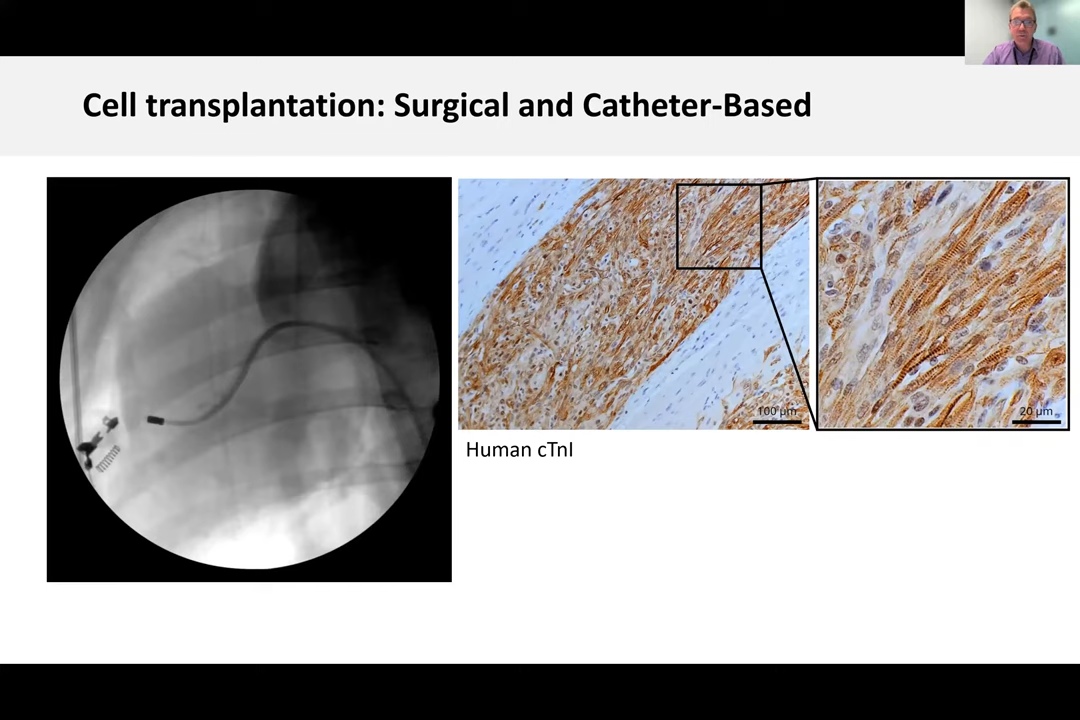 Cell transplantation: Surgical and Catheter-Based
100 µm
20 µm
Human cTnI